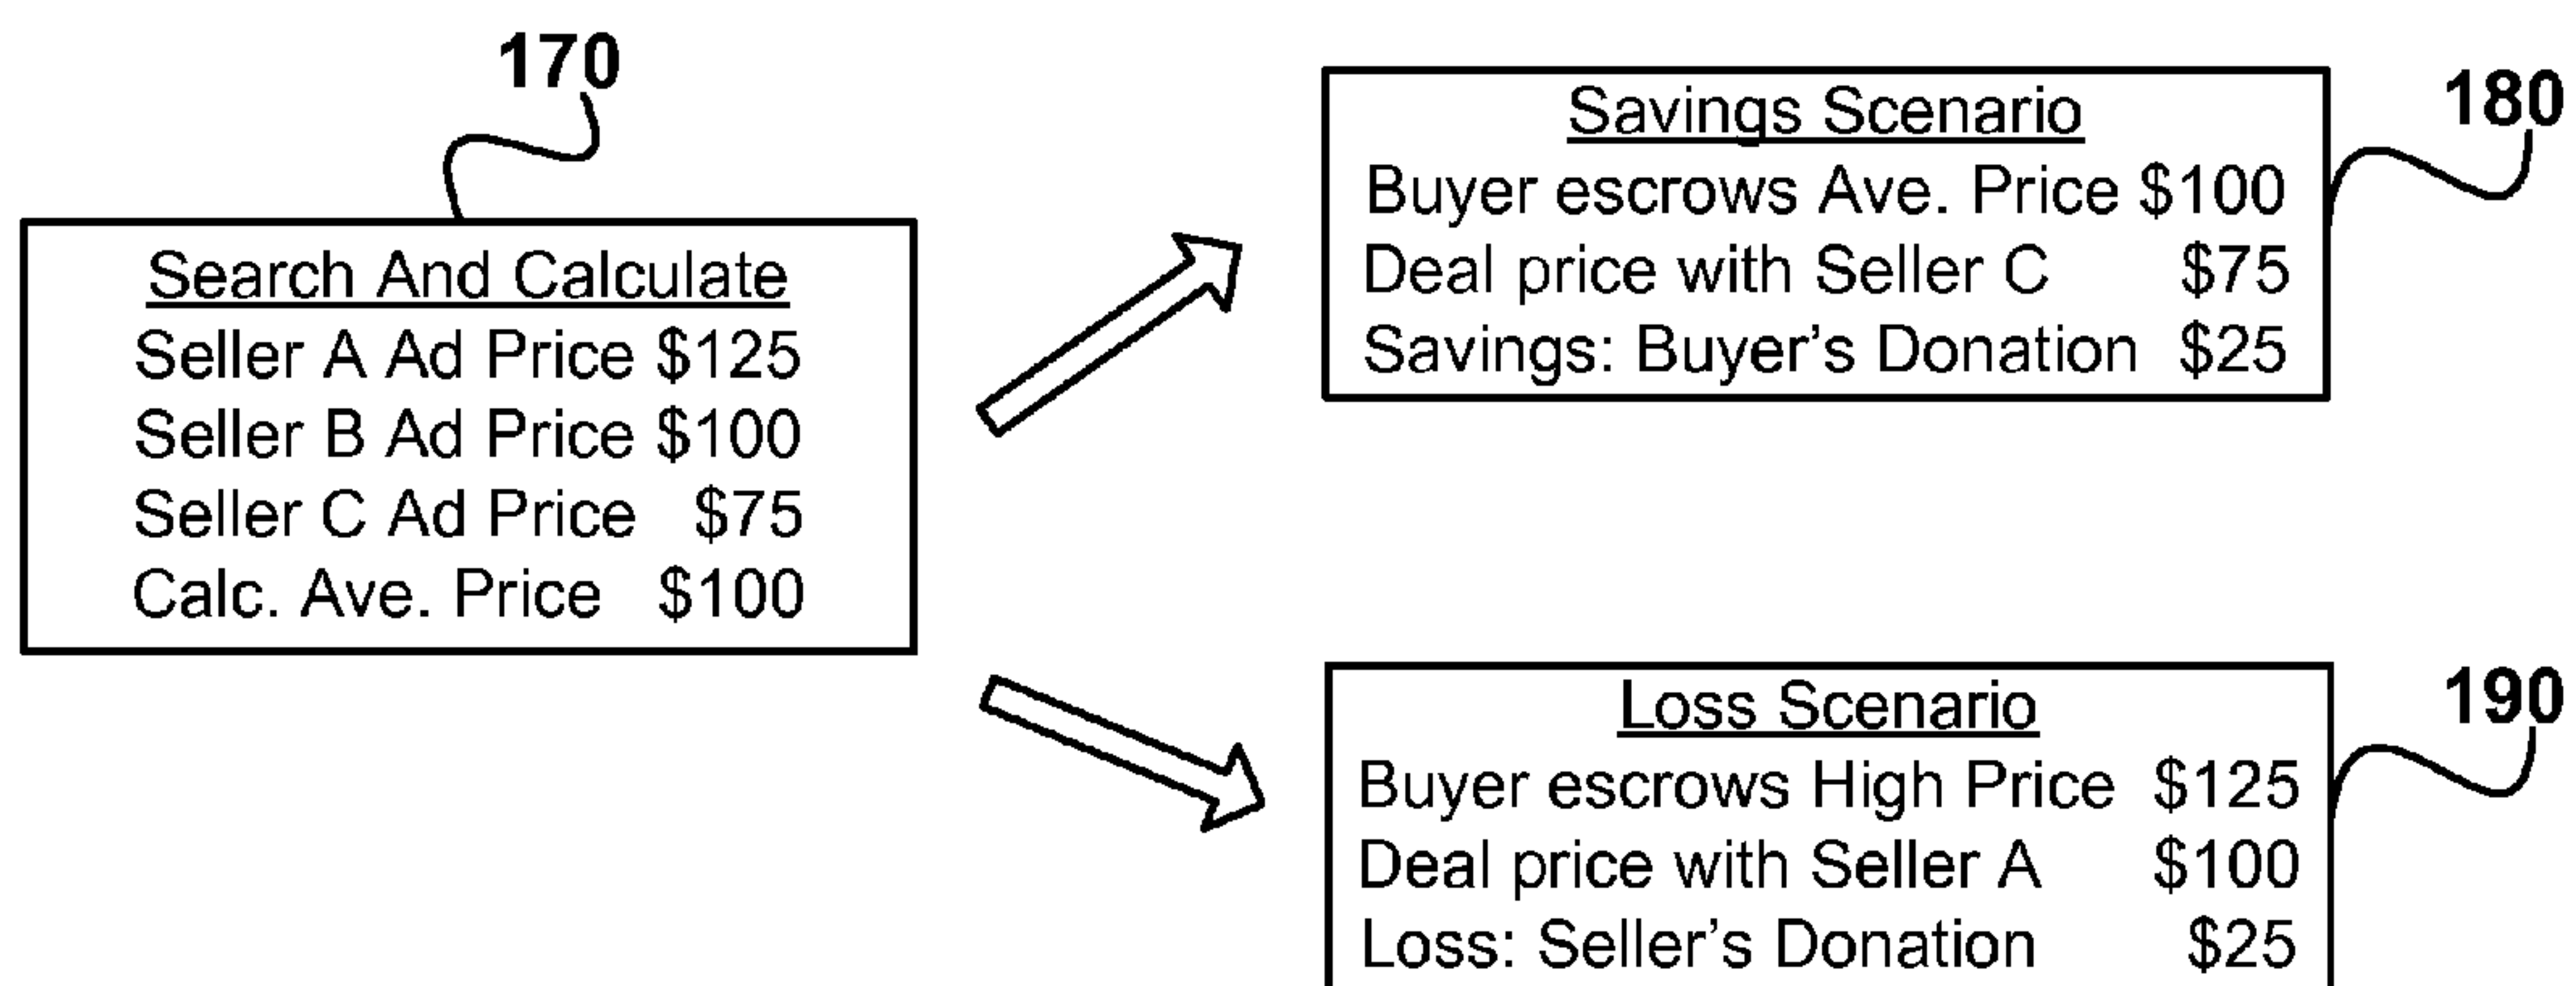 170
Search And Calculate
Seller A Ad Price $125
Seller B Ad Price $100
Seller C Ad Price $75
Calc. Ave. Price $100
180
Savings Scenario
Buyer escrows Ave. Price $100
Deal price with Seller C $75
Savings: Buyer's Donation $25
190
Loss Scenario
Buyer escrows High Price $125
Deal price with Seller A $100
Loss: Seller's Donation $25